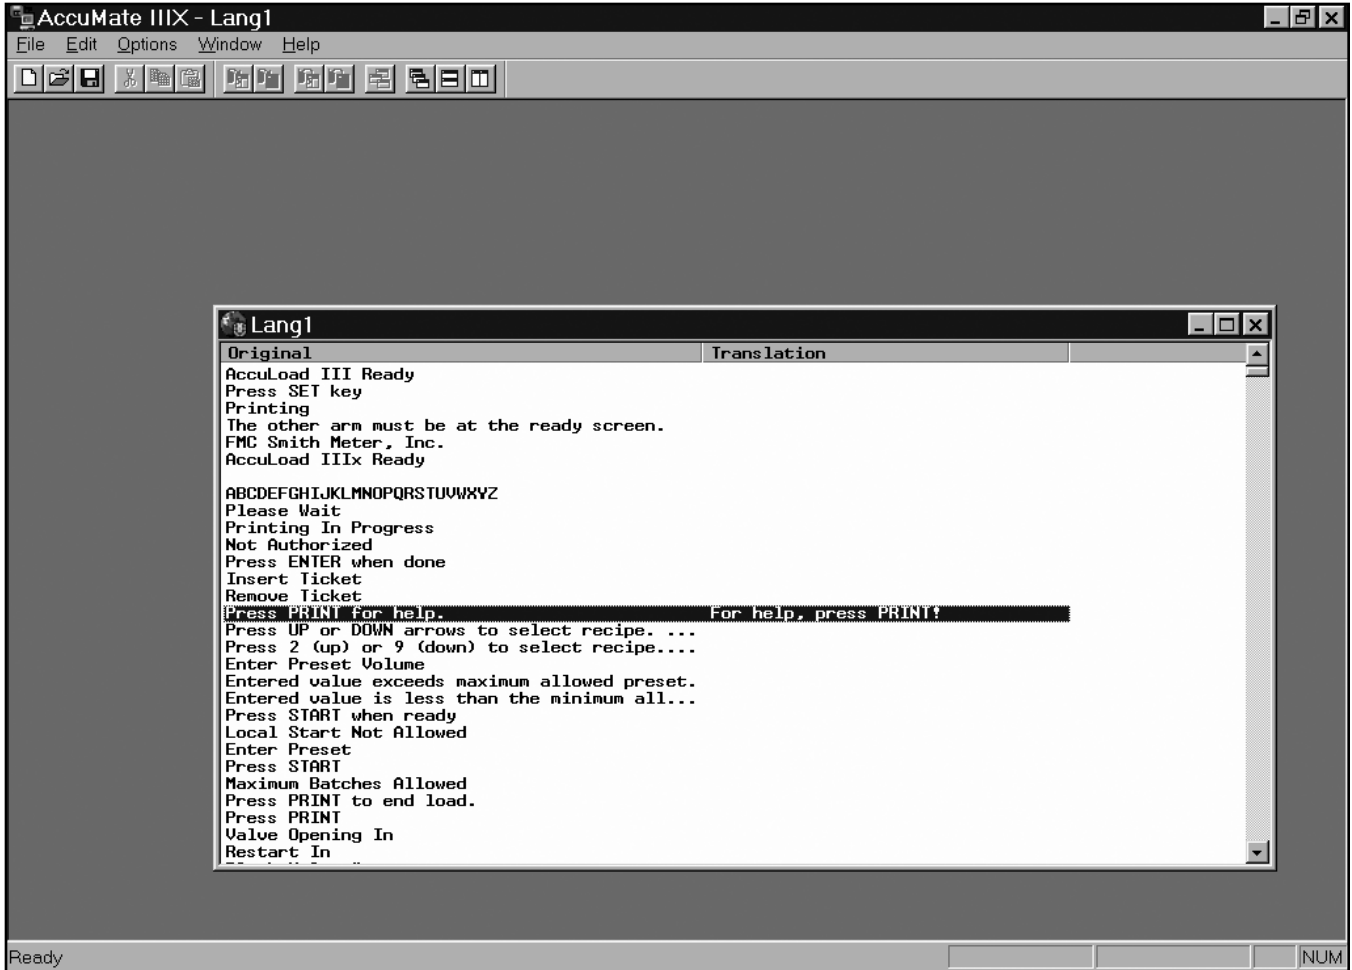 AccuMate IIIX - Lang1
File Edit Options Window Help
Lang1
Original Translation
AccuLoad III Ready
Press SET key
Printing
The other arm must be at the ready screen.
FMC Smith Meter, Inc.
AccuLoad IIIx Ready
ABCDEFGHIJKLMNOPQRSTUVWXYZ
Please Wait
Printing In Progress
Not Authorized
Press ENTER when done
Insert Ticket
Remove Ticket
Press PRINT for help. For help, press PRINT!
Press UP or DOWN arrows to select recipe. ...
Press 2 (up) or 9 (down) to select recipe....
Enter Preset Volume
Entered value exceeds maximum allowed preset.
Entered value is less than the minimum all...
Press START when ready
Local Start Not Allowed
Enter Preset
Press START
Maximum Batches Allowed
Press PRINT to end load.
Press PRINT
Valve Opening In
Restart In
Ready NUM